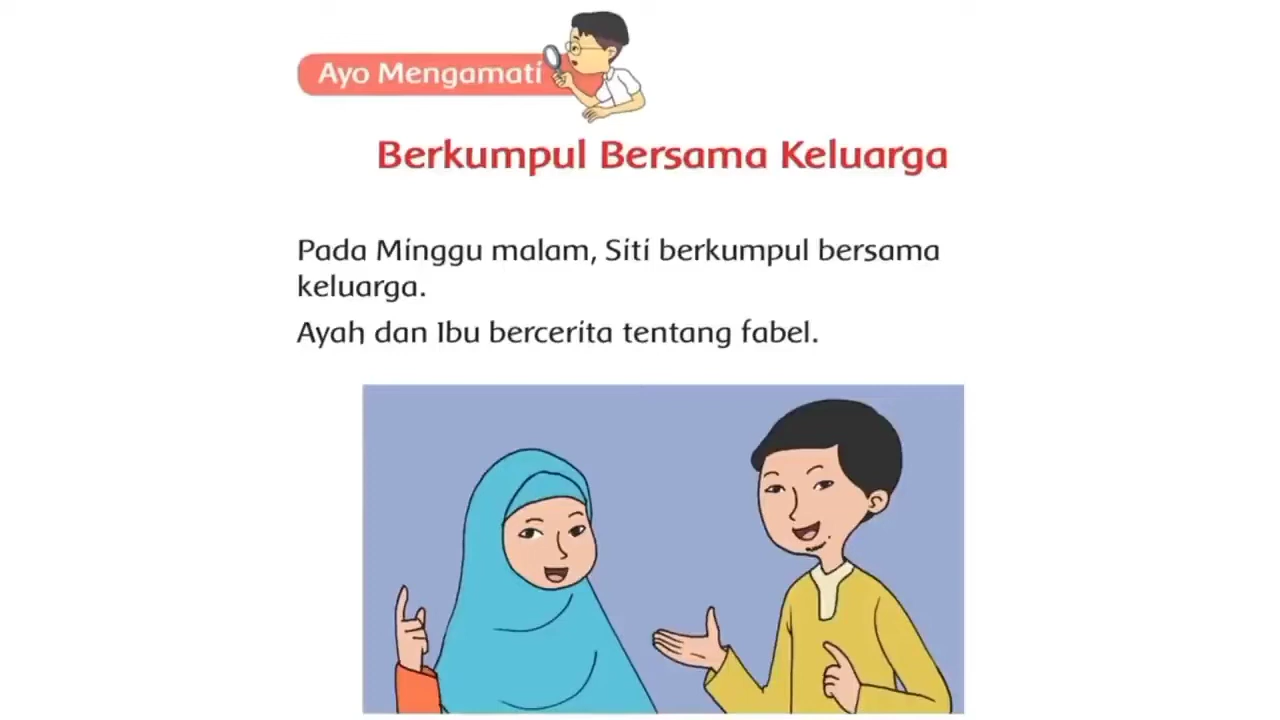 Ayo Mengamati
Berkumpul Bersama Keluarga
Pada Minggu malam, Siti berkumpul bersama
keluarga.
Ayah dan Ibu bercerita tentang fabel.